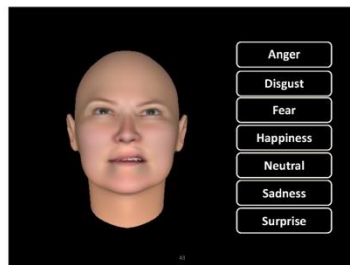 Anger
Disgust
Fear
Happiness
Neutral
Sadness
Surprise